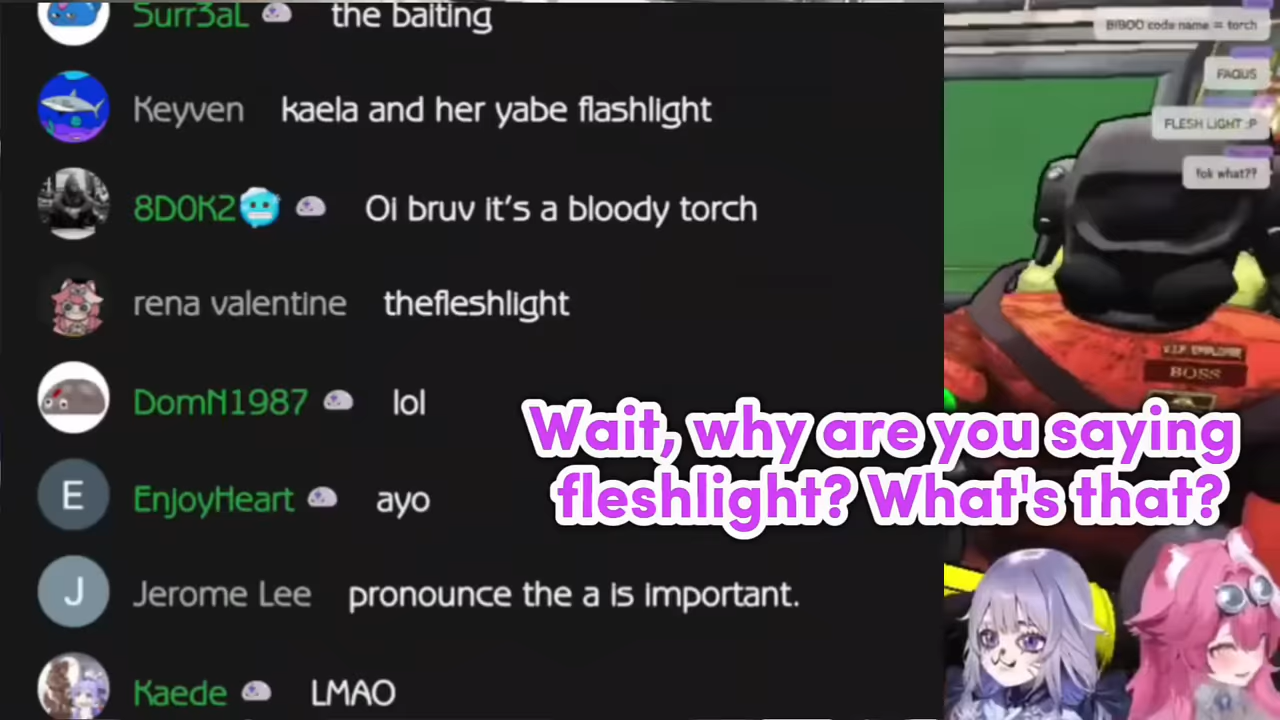 Surr3aL the baiting
Keyven kaela and her yabe flashlight
8D0K2 Oi bruv it's a bloody torch
rena valentine thefleshlight
DomN1987 lol
E EnjoyHeart ayo
J Jerome Lee pronounce the a is important.
Kaede LMAO
Wait, why are you saying
fleshlight? What's that?
BIBOO code name = torch
FAQUS
FLESH LIGHT :P
fok what??
V.I.P EMPLOYEE
BOSS